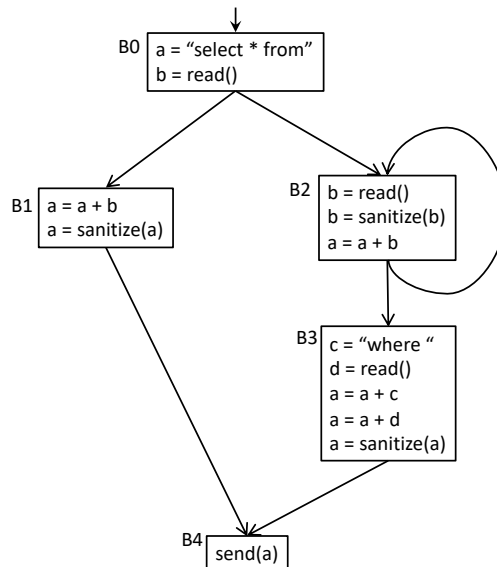 B0
a = “select * from”
b = read()
B1
a = a + b
a = sanitize(a)
B2
b = read()
b = sanitize(b)
a = a + b
B3
c = “where “
d = read()
a = a + c
a = a + d
a = sanitize(a)
B4
send(a)